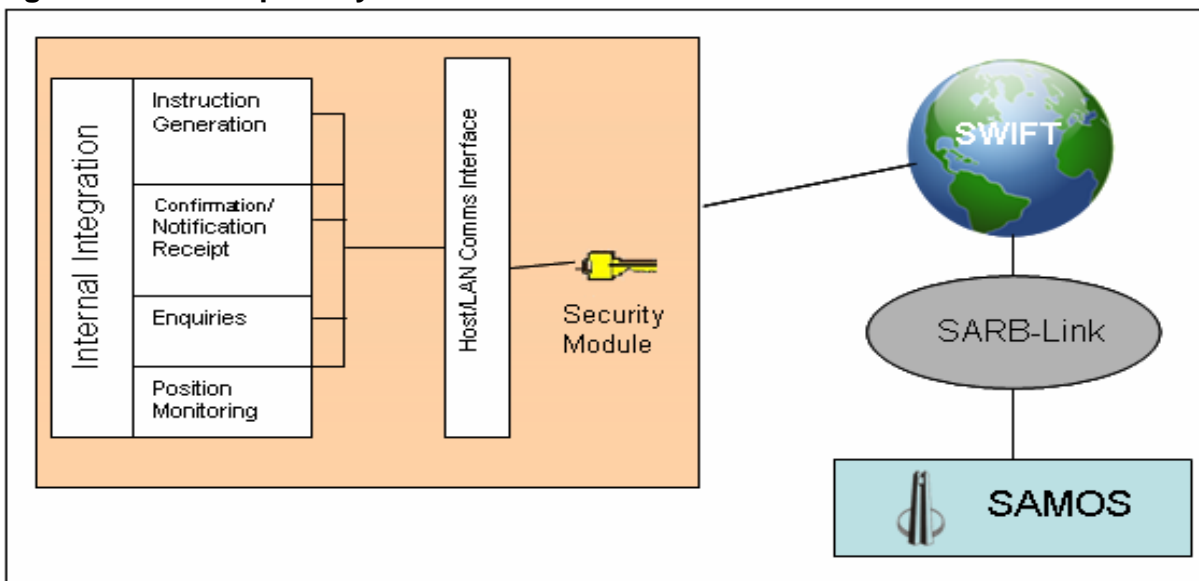 Internal Integration
Instruction
Generation
Confirmation/
Notification
Receipt
Enquiries
Position
Monitoring
Host/LAN Comms Interface
Security
Module
SWIFT
SARB-Link
SAMOS